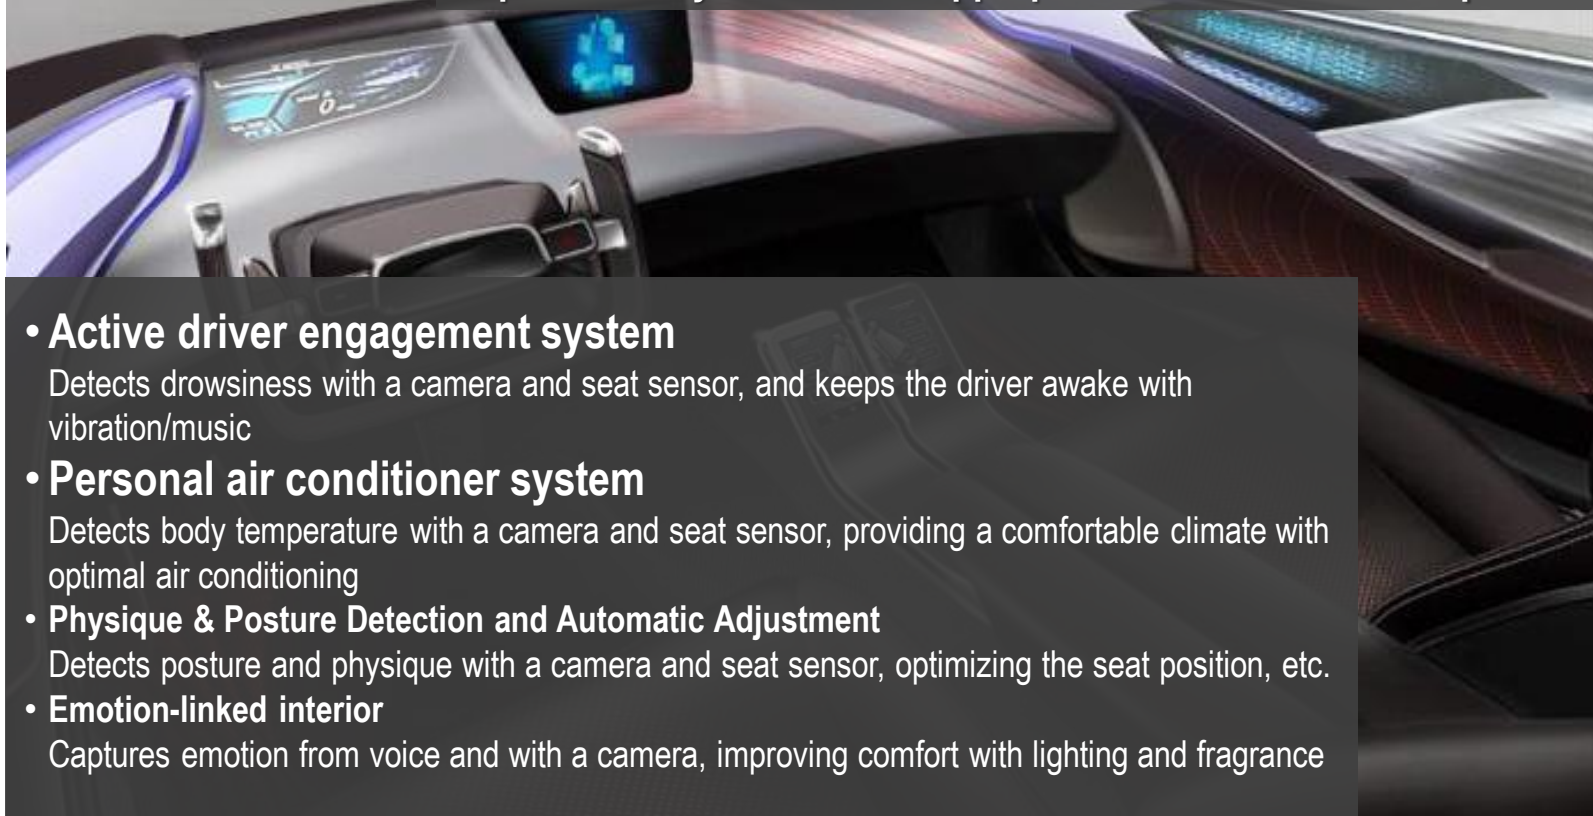 • Active driver engagement system
Detects drowsiness with a camera and seat sensor, and keeps the driver awake with
vibration/music
• Personal air conditioner system
Detects body temperature with a camera and seat sensor, providing a comfortable climate with
optimal air conditioning
• Physique & Posture Detection and Automatic Adjustment
Detects posture and physique with a camera and seat sensor, optimizing the seat position, etc.
• Emotion-linked interior
Captures emotion from voice and with a camera, improving comfort with lighting and fragrance